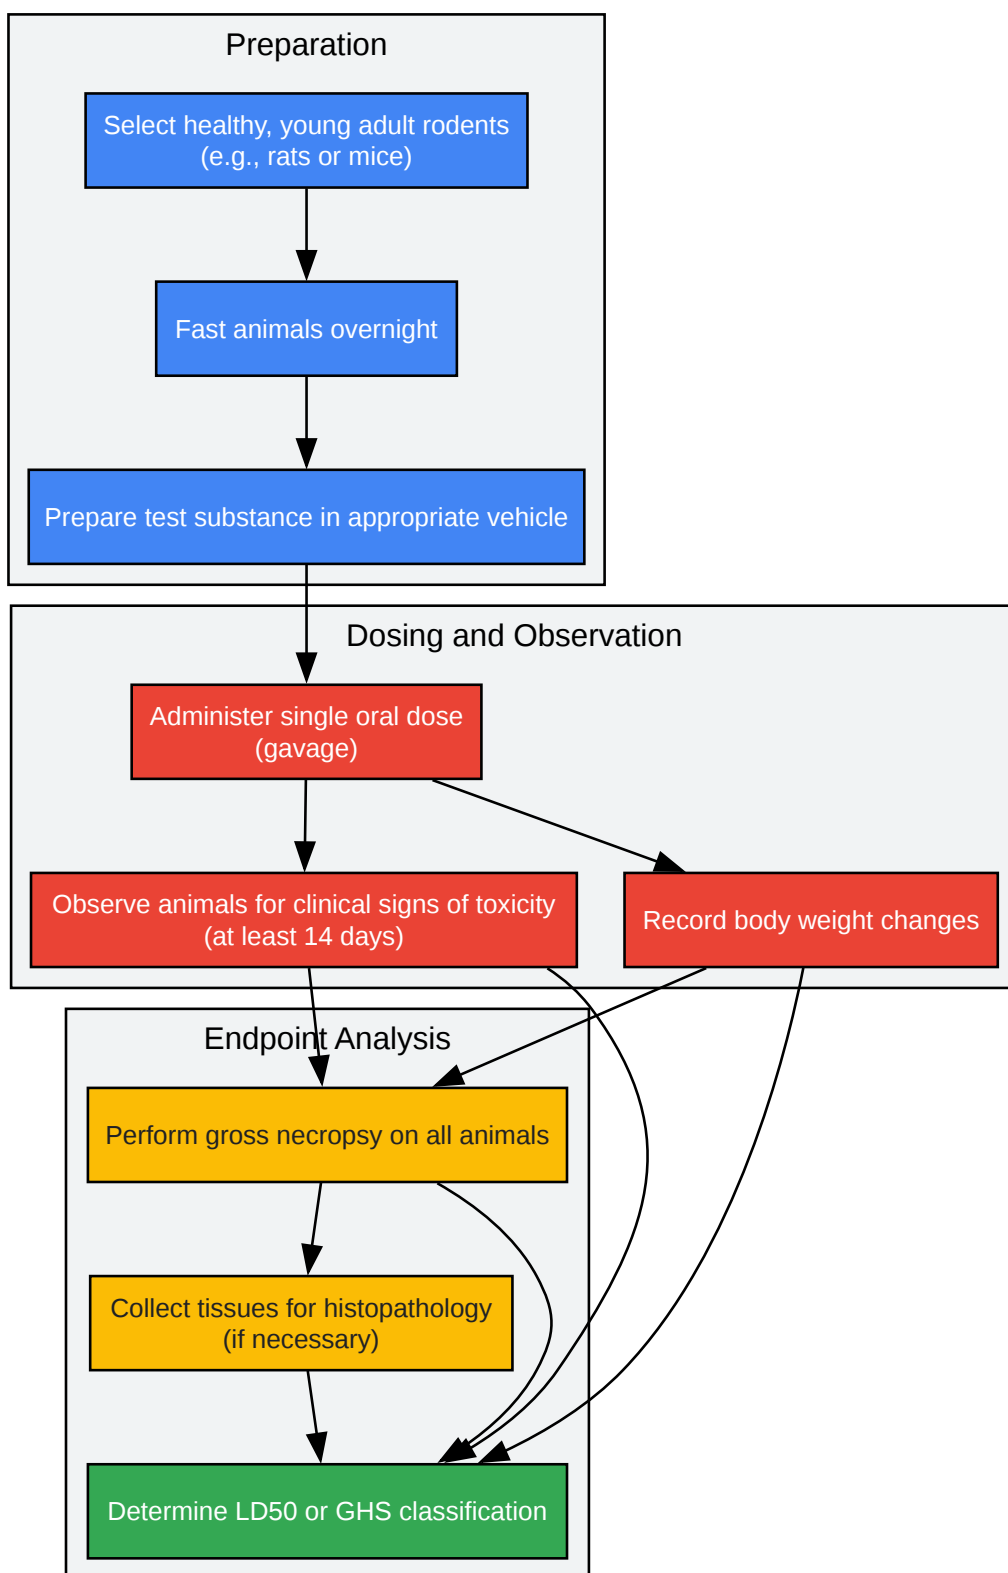 Preparation
Select healthy, young adult rodents
(e.g., rats or mice)
Fast animals overnight
Prepare test substance in appropriate vehicle
Dosing and Observation
Administer single oral dose
(gavage)
Observe animals for clinical signs of toxicity
(at least 14 days)
Record body weight changes
Endpoint Analysis
Perform gross necropsy on all animals
Collect tissues for histopathology
(if necessary)
Determine LD50 or GHS classification